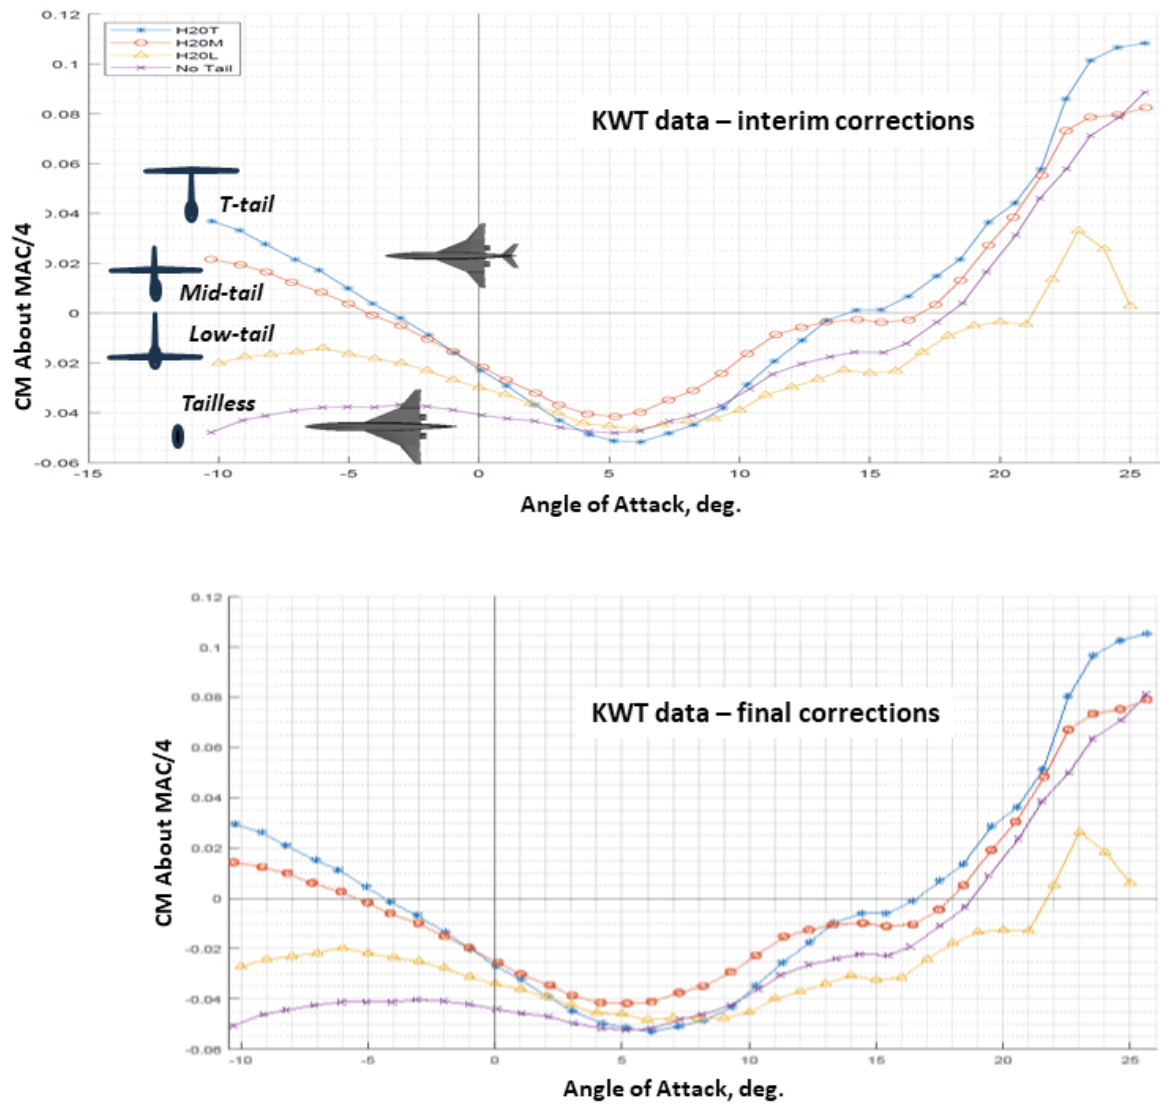 0.12
H20T
H20M
H20L
No Tail
0.1
KWT data – interim corrections
0.08
0.06
T-tail
0.04
0.02
Mid-tail
0
Low-tail
0.02
Tailless
0.04
-0.06
CM About MAC/4
-15 -10 -5 0 5 10 15 20 25
Angle of Attack, deg.
0.12
0.1
KWT data – final corrections
0.08
0.06
0.04
0.02
0
-0.02
-0.04
-0.06
CM About MAC/4
-10 -5 0 5 10 15 20 25
Angle of Attack, deg.